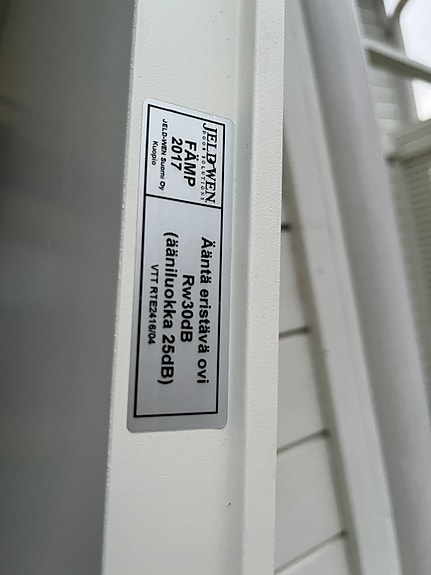 JELD-WEN
DOOR SOLUTIONS
FÄMP
2017
JELD-WEN Suomi Oy
Kuopio
Ääntä eristävä ovi
Rw30dB
(ääniluokka 25dB)
VTT RTE2416/04